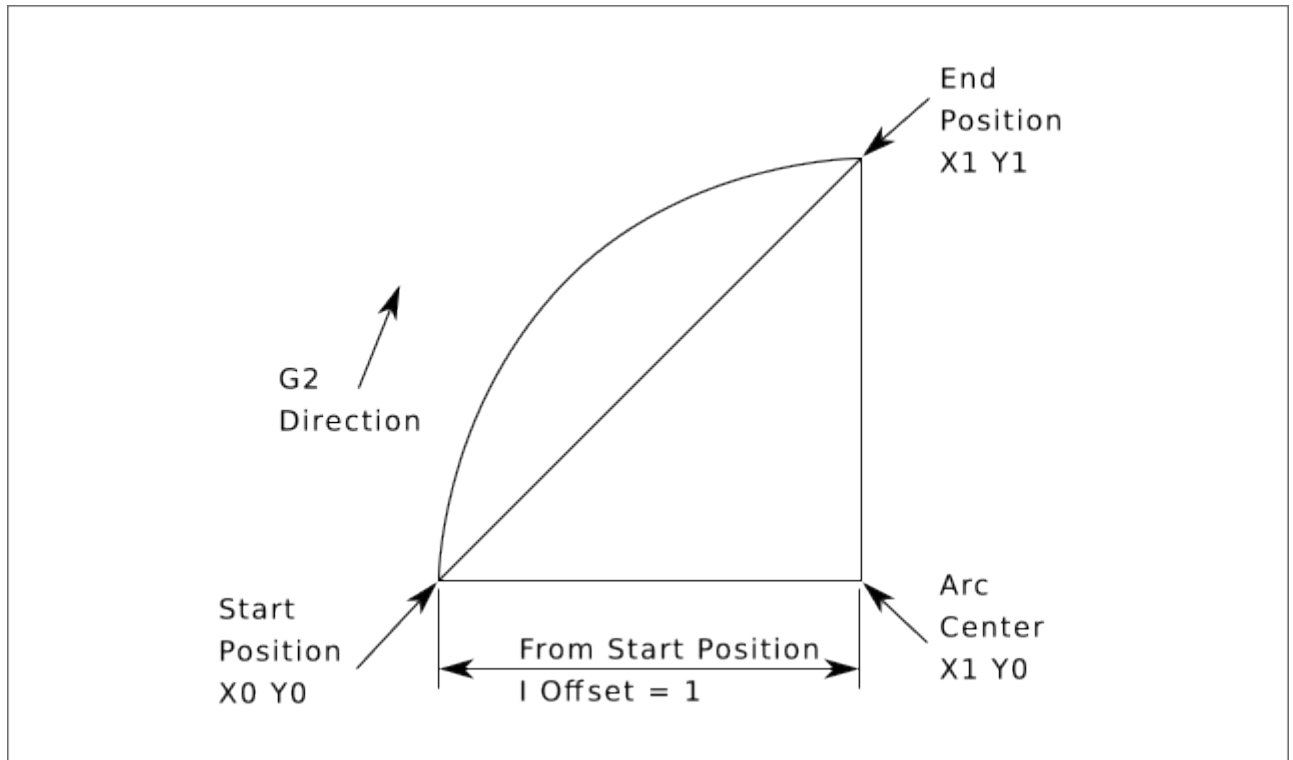 End
Position
X1 Y1
G2
Direction
Start
Position
X0 Y0
From Start Position
I Offset = 1
Arc
Center
X1 Y0